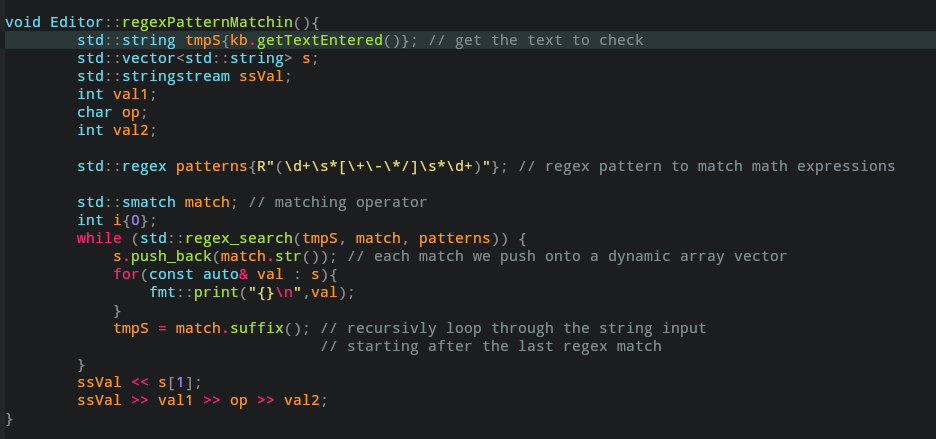 void Editor::regexPatternMatchin(){
        std::string tmpS{kb.getTextEntered()}; // get the text to check
        std::vector<std::string> s;
        std::stringstream ssVal;
        int val1;
        char op;
        int val2;

        std::regex patterns{R"(\d+\s*[\+\-\*/]\s*\d+)"}; // regex pattern to match math expressions

        std::smatch match; // matching operator
        int i{0};
        while (std::regex_search(tmpS, match, patterns)) {
            s.push_back(match.str()); // each match we push onto a dynamic array vector
            for(const auto& val : s){
                fmt::print("{}\n",val);
            }
            tmpS = match.suffix(); // recursivly loop through the string input
                                   // starting after the last regex match
        }
        ssVal << s[1];
        ssVal >> val1 >> op >> val2;
}